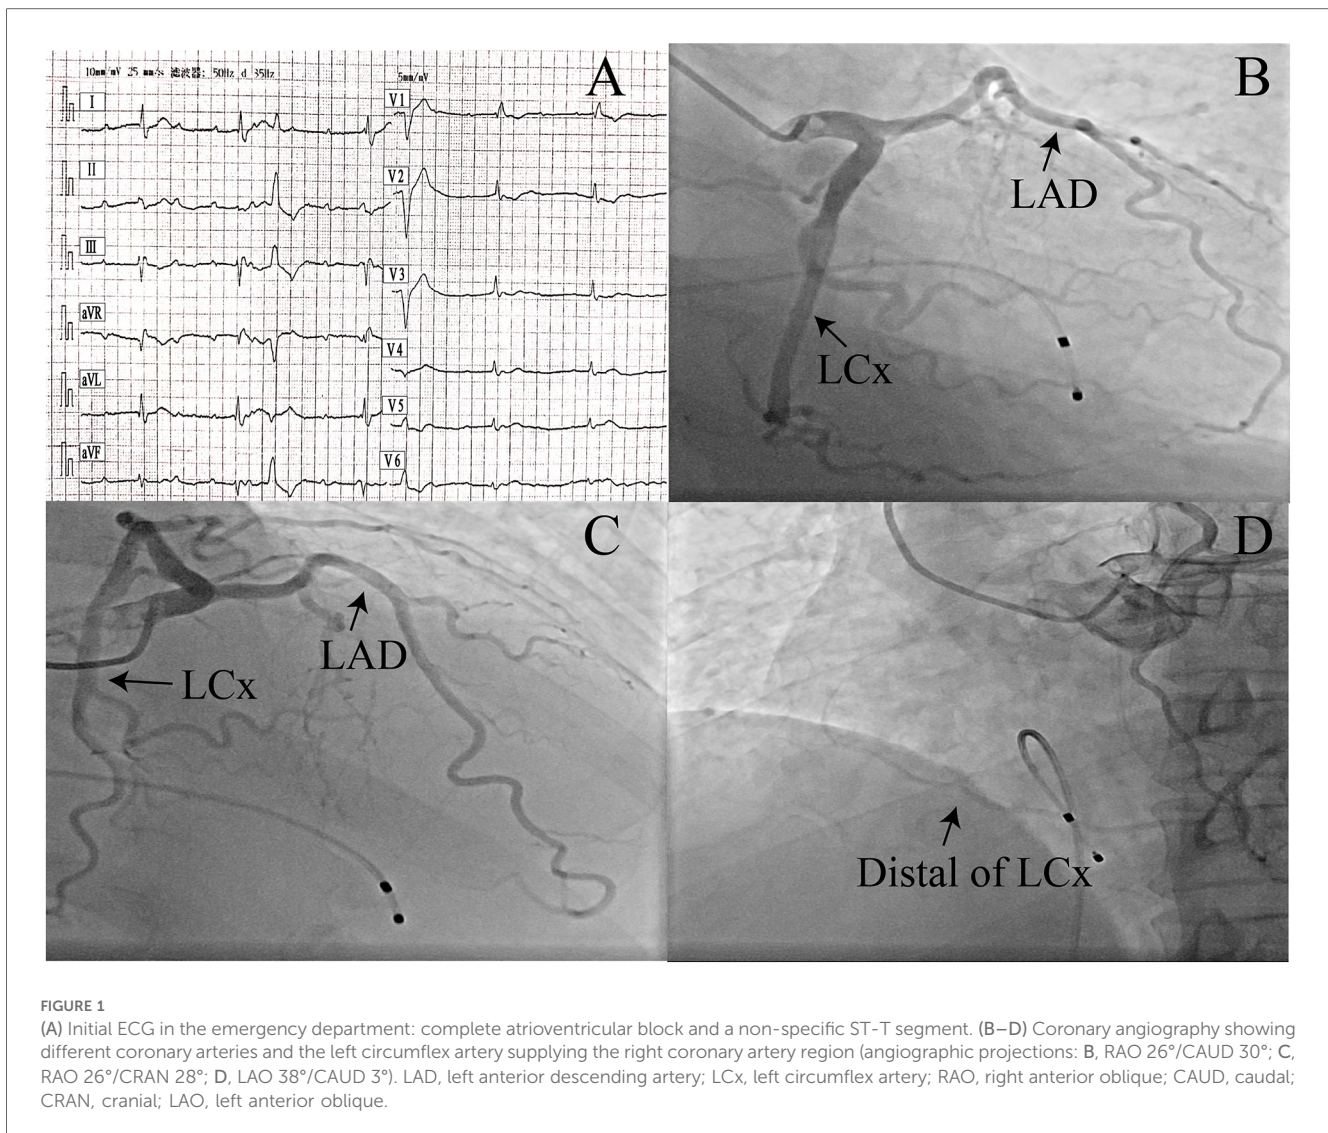 10mm/mV 25 mm/s 滤波器: 50Hz d 35Hz
5mm/mV
A
I
II
III
aVR
aVL
aVF
V1
V2
V3
V4
V5
V6
B
LAD
LCx
C
LAD
LCx
D
Distal of LCx
FIGURE 1
(A) Initial ECG in the emergency department: complete atrioventricular block and a non-specific ST-T segment. (B–D) Coronary angiography showing
different coronary arteries and the left circumflex artery supplying the right coronary artery region (angiographic projections: B, RAO 26°/CAUD 30°; C,
RAO 26°/CRAN 28°; D, LAO 38°/CAUD 3°). LAD, left anterior descending artery; LCx, left circumflex artery; RAO, right anterior oblique; CAUD, caudal;
CRAN, cranial; LAO, left anterior oblique.